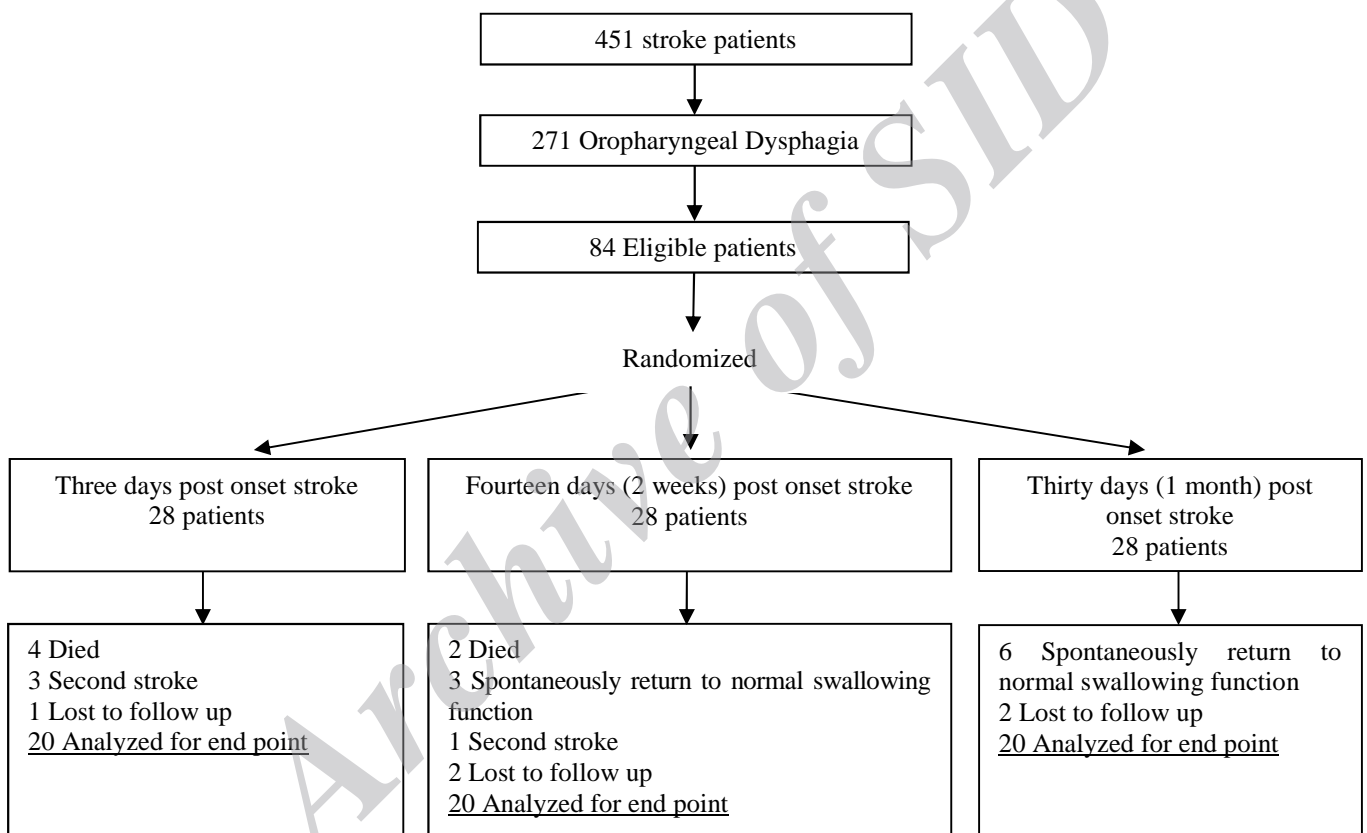 451 stroke patients
271 Oropharyngeal Dysphagia
84 Eligible patients
Randomized
Three days post onset stroke
28 patients
Fourteen days (2 weeks) post onset stroke
28 patients
Thirty days (1 month) post
onset stroke
28 patients
4 Died
3 Second stroke
1 Lost to follow up
20 Analyzed for end point
2 Died
3 Spontaneously return to normal swallowing
function
1 Second stroke
2 Lost to follow up
20 Analyzed for end point
6 Spontaneously return to
normal swallowing function
2 Lost to follow up
20 Analyzed for end point
Archive of SID